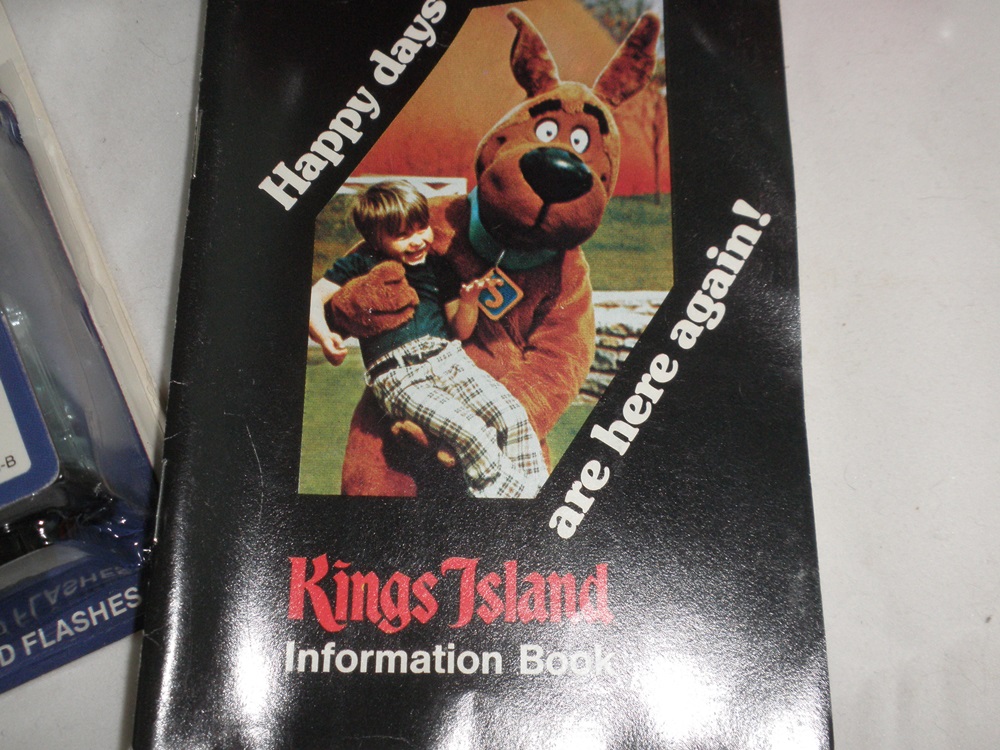 Happy days
are here again!
Kings Island
Information Book
-B
D FLASHES